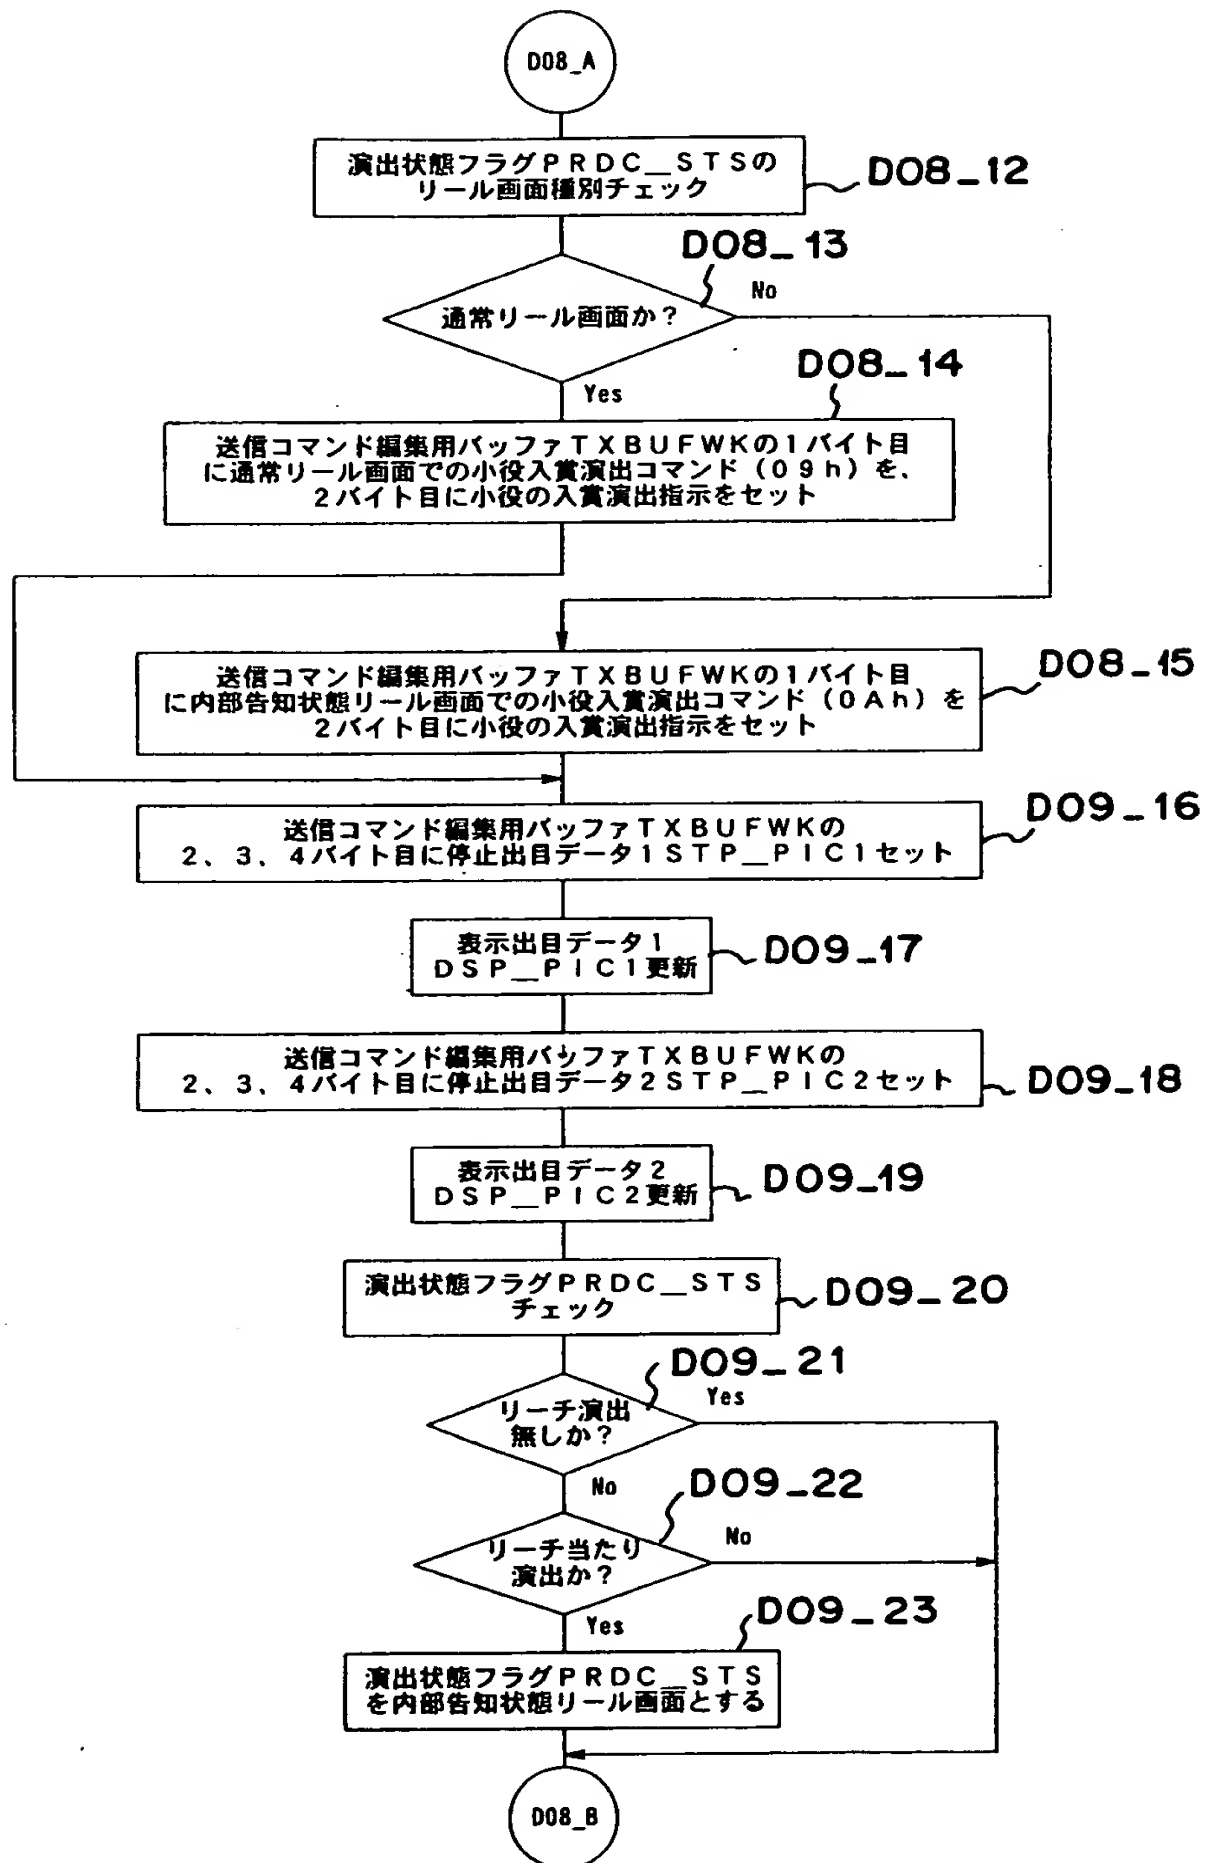 D08_A
演出状態フラグPRDC__STSの
リール画面種別チェック
D08_12
D08_13
No
通常リール画面か?
D08_14
Yes
送信コマンド編集用バッファTXBUFWKの1バイト目
に通常リール画面での小役入賞演出コマンド(09h)を、
2バイト目に小役の入賞演出指示をセット
送信コマンド編集用バッファTXBUFWKの1バイト目
に内部告知状態リール画面での小役入賞演出コマンド(0Ah)を
2バイト目に小役の入賞演出指示をセット
D08_15
送信コマンド編集用バッファTXBUFWKの
2、3、4バイト目に停止出目データ1STP__PIC1セット
D09_16
表示出目データ1
DSP__PIC1更新
D09_17
送信コマンド編集用バッファTXBUFWKの
2、3、4バイト目に停止出目データ2STP__PIC2セット
D09_18
表示出目データ2
DSP__PIC2更新
D09_19
演出状態フラグPRDC__STS
チェック
D09_20
D09_21
Yes
リーチ演出
無しか?
No
D09_22
No
リーチ当たり
演出か?
Yes
D09_23
演出状態フラグPRDC__STS
を内部告知状態リール画面とする
D08_B